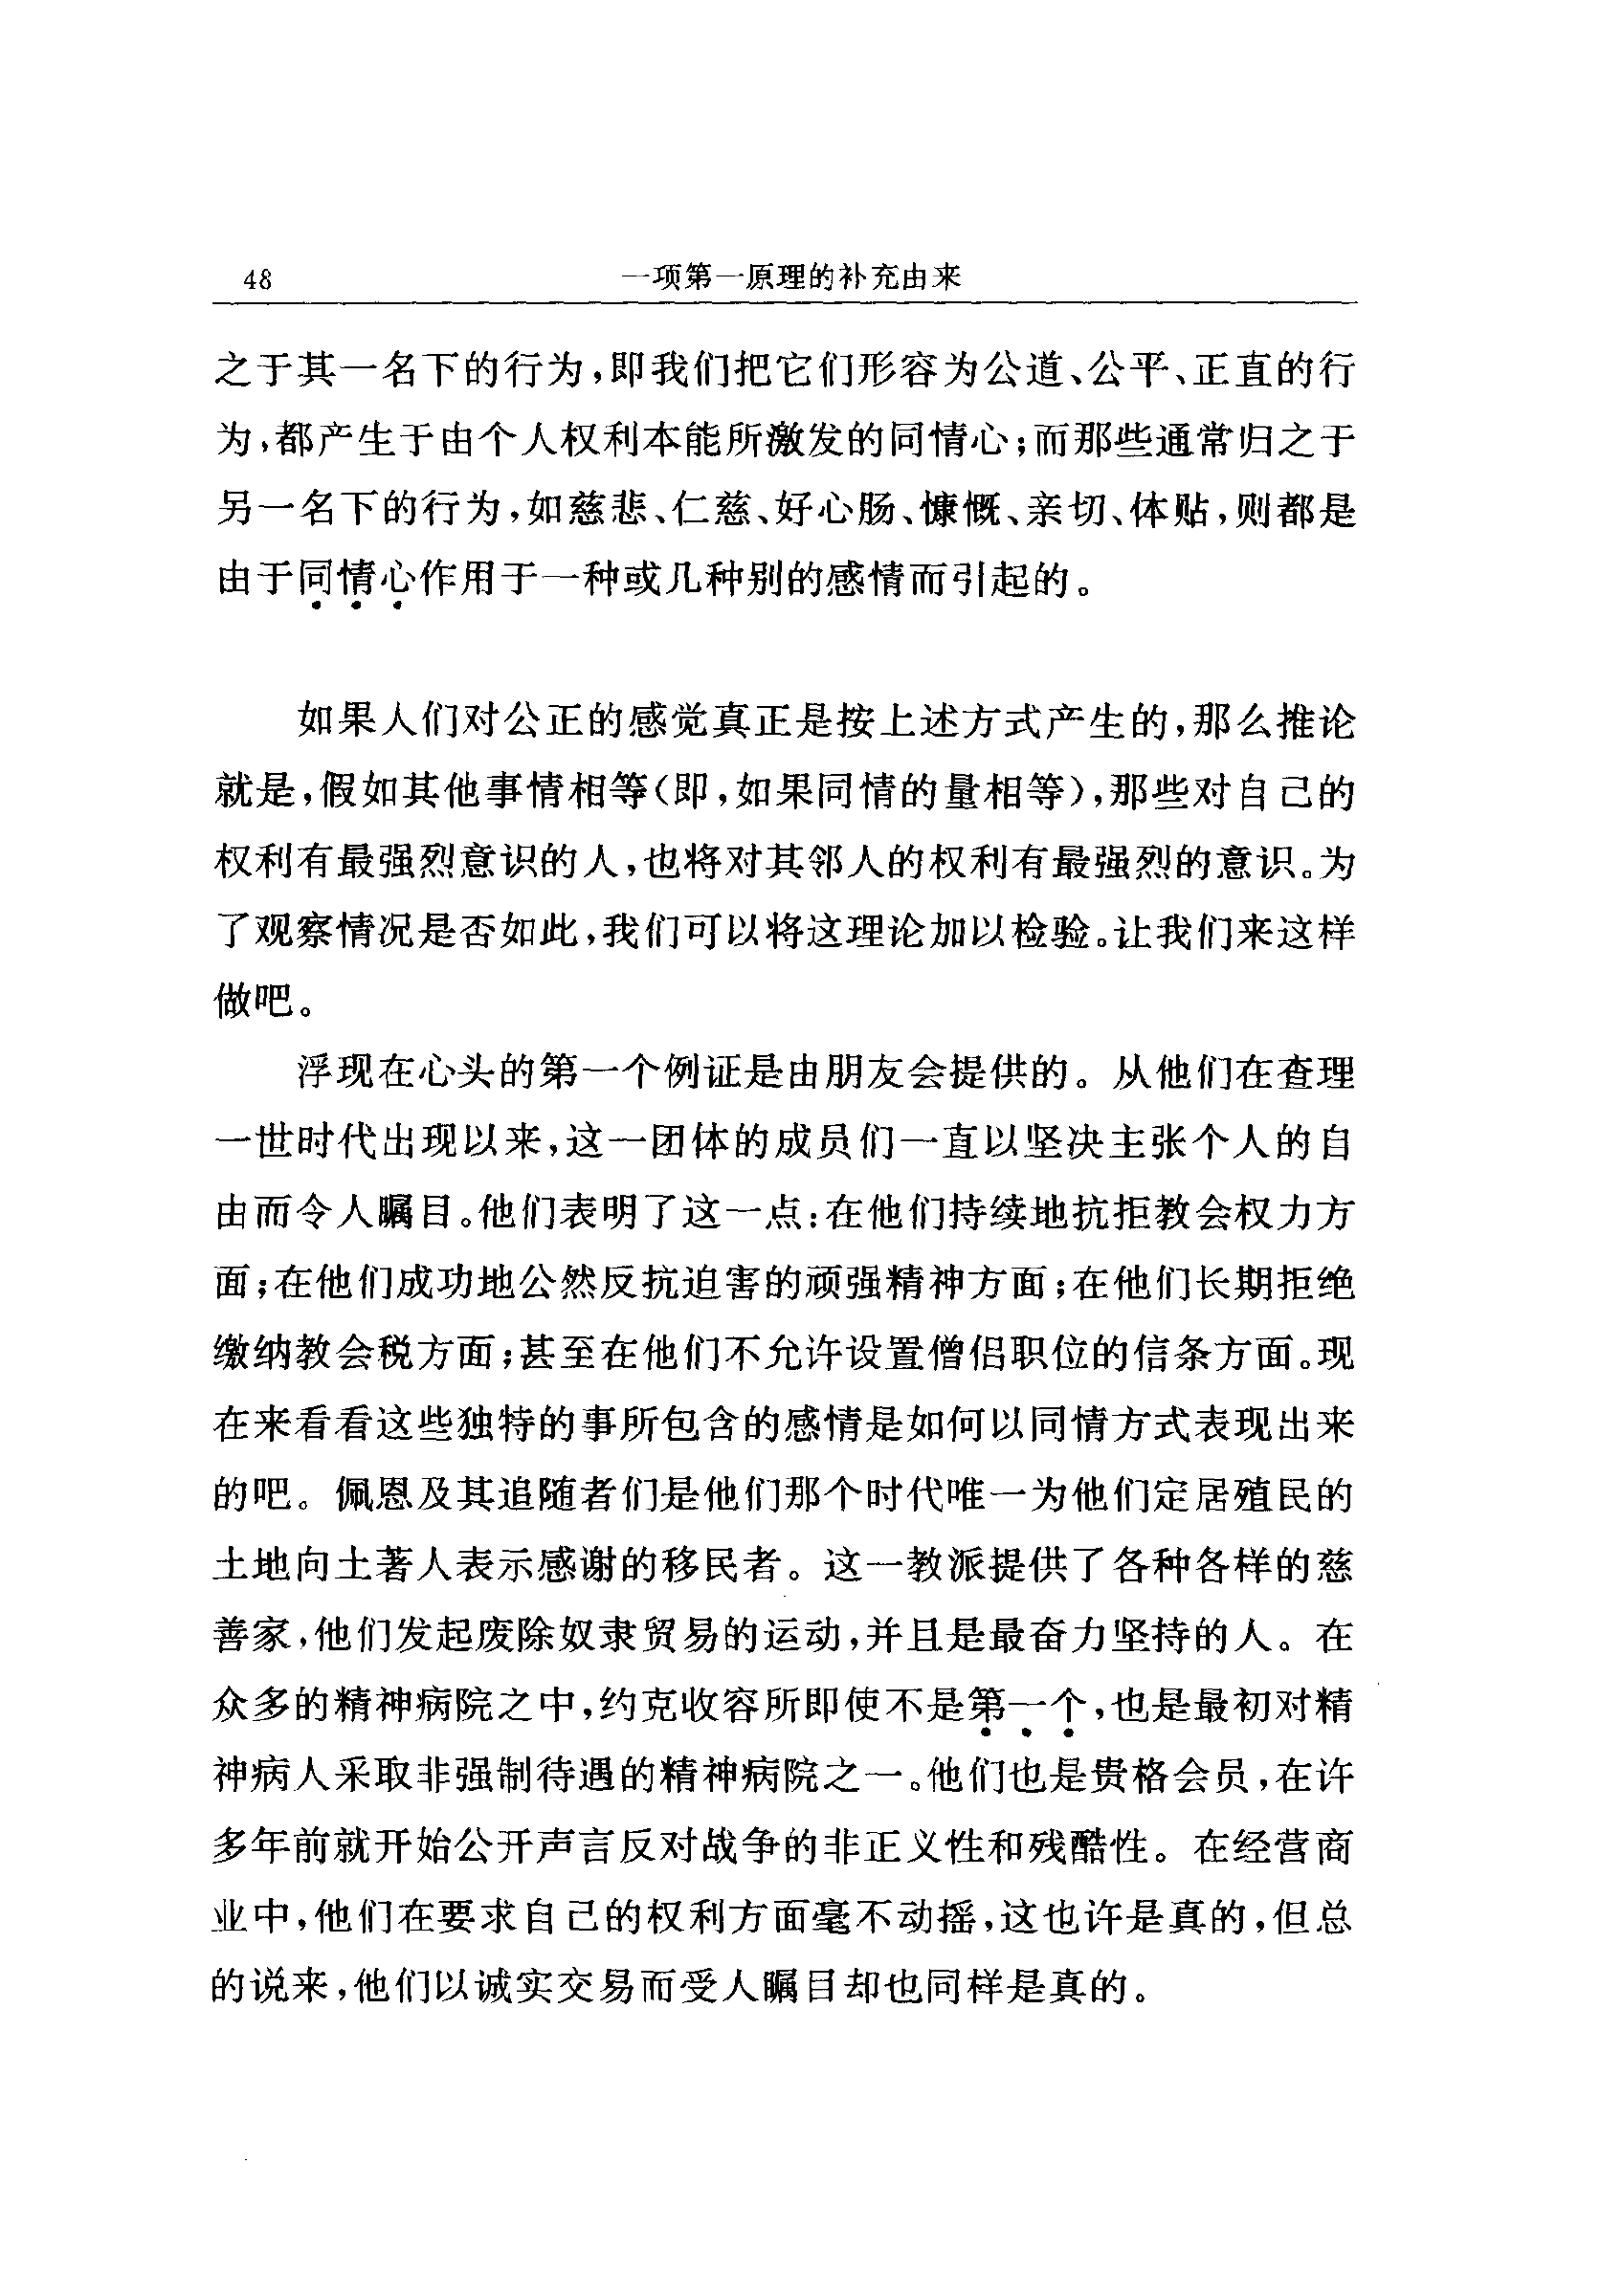 48 一项第一原理的补充由来
之于其一名下的行为,即我们把它们形容为公道、公平、正直的行
为,都产生于由个人权利本能所激发的同情心;而那些通常归之于
另一名下的行为,如慈悲、仁慈、好心肠、慷慨、亲切、体贴,则都是
由于同情心作用于一种或几种别的感情而引起的。
如果人们对公正的感觉真正是按上述方式产生的,那么推论
就是,假如其他事情相等(即,如果同情的量相等),那些对自己的
权利有最强烈意识的人,也将对其邻人的权利有最强烈的意识。为
了观察情况是否如此,我们可以将这理论加以检验。让我们来这样
做吧。
浮现在心头的第一个例证是由朋友会提供的。从他们在查理
一世时代出现以来,这一团体的成员们一直以坚决主张个人的自
由而令人瞩目。他们表明了这一点:在他们持续地抗拒教会权力方
面;在他们成功地公然反抗迫害的顽强精神方面;在他们长期拒绝
缴纳教会税方面;甚至在他们不允许设置僧侣职位的信条方面。现
在来看看这些独特的事所包含的感情是如何以同情方式表现出来
的吧。佩恩及其追随者们是他们那个时代唯一为他们定居殖民的
土地向土著人表示感谢的移民者。这一教派提供了各种各样的慈
善家,他们发起废除奴隶贸易的运动,并且是最奋力坚持的人。在
众多的精神病院之中,约克收容所即使不是第一个,也是最初对精
神病人采取非强制待遇的精神病院之一。他们也是贵格会员,在许
多年前就开始公开声言反对战争的非正义性和残酷性。在经营商
业中,他们在要求自己的权利方面毫不动摇,这也许是真的,但总
的说来,他们以诚实交易而受人瞩目却也同样是真的。